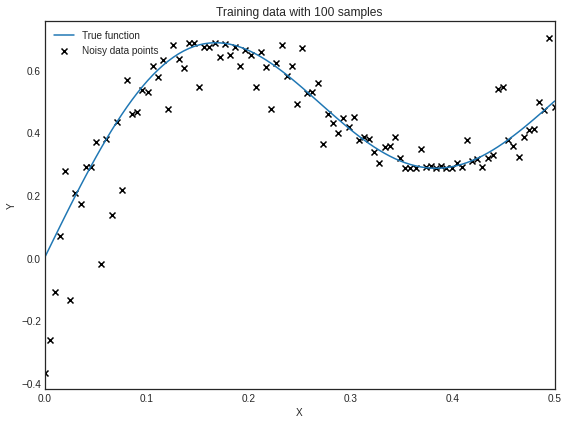 Training data with 100 samples
True function
Noisy data points
Y
0.6
0.4
0.2
0.0
−0.2
−0.4
0.0 0.1 0.2 0.3 0.4 0.5
X